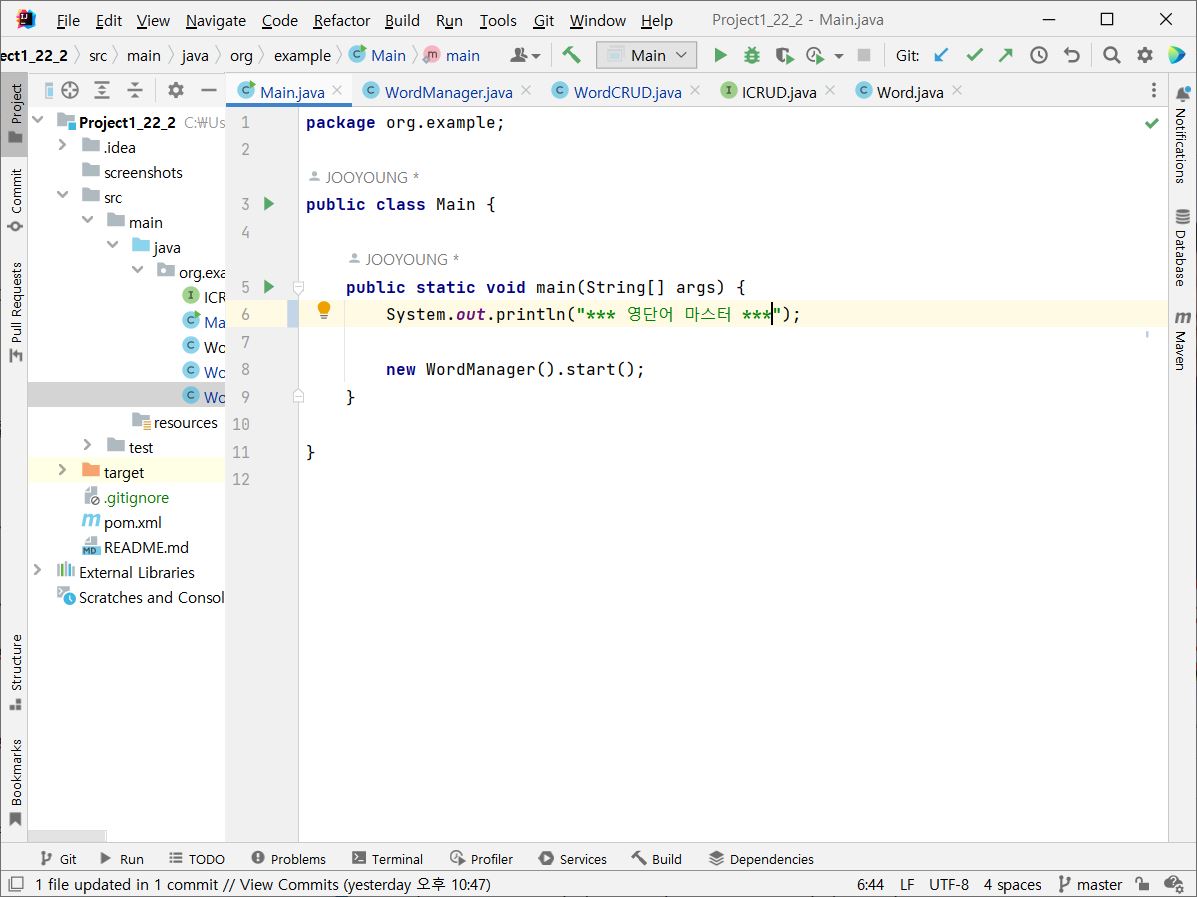 File Edit View Navigate Code Refactor Build Run Tools Git Window Help Project1_22_2 - Main.java
ect1_22_2 src main java org example Main main Main Git:
Project
Commit
Pull Requests
Structure
Bookmarks
Main.java WordManager.java WordCRUD.java ICRUD.java Word.java
Project1_22_2 C:₩Us
.idea
screenshots
src
main
java
org.exa
ICR
Ma
Wo
Wo
Wo
resources
test
target
.gitignore
pom.xml
README.md
External Libraries
Scratches and Consol
1 package org.example;
2
JOOYOUNG *
3 public class Main {
4
JOOYOUNG *
5 public static void main(String[] args) {
6 System.out.println("*** 영단어 마스터 ***");
7
8 new WordManager().start();
9 }
10
11 }
12
Notifications
Database
Maven
Git Run TODO Problems Terminal Profiler Services Build Dependencies
1 file updated in 1 commit // View Commits (yesterday 오후 10:47) 6:44 LF UTF-8 4 spaces master